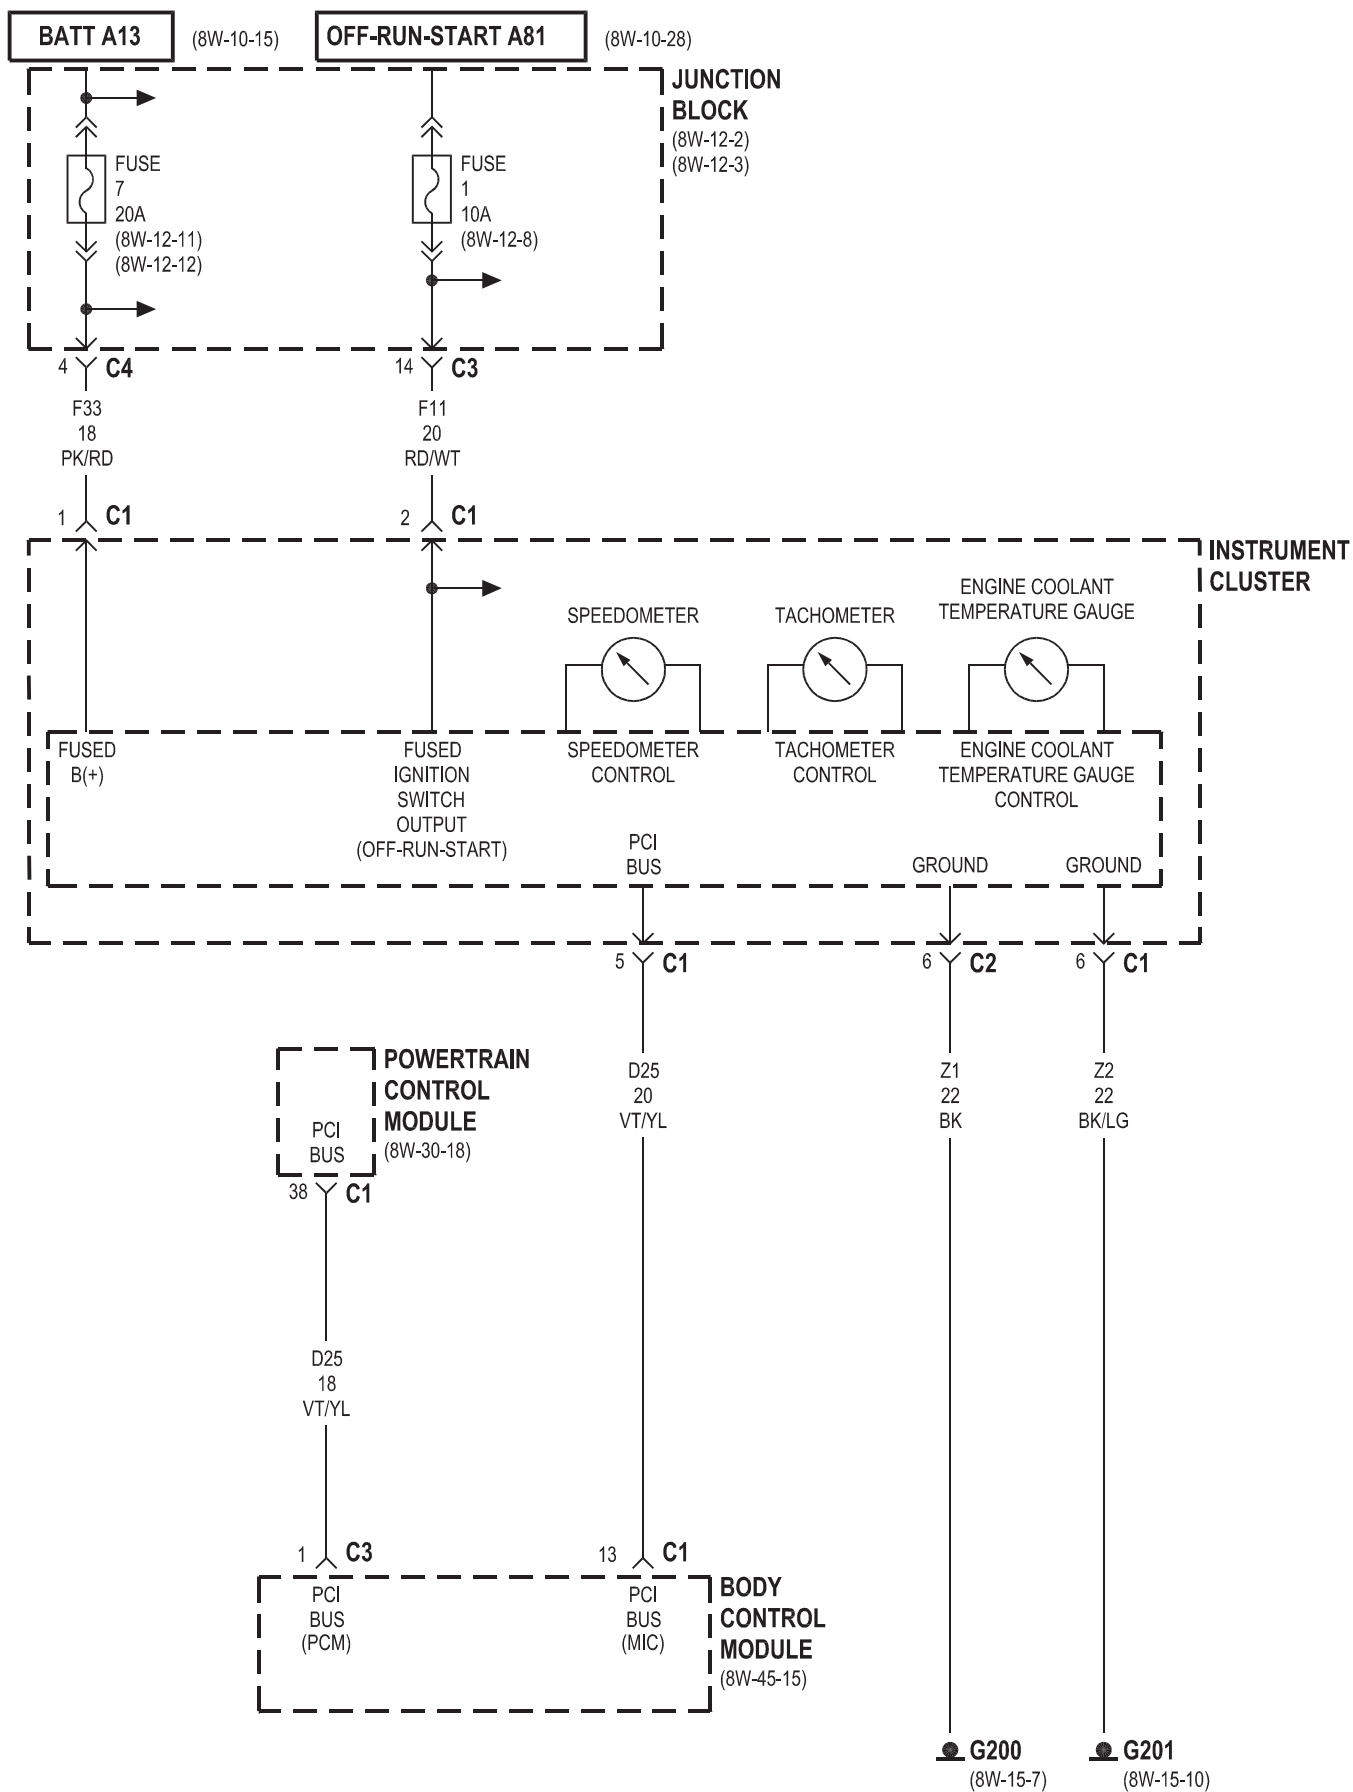 BATT A13
(8W-10-15)
OFF-RUN-START A81
(8W-10-28)
JUNCTION
BLOCK
(8W-12-2)
(8W-12-3)
FUSE
7
20A
(8W-12-11)
(8W-12-12)
FUSE
1
10A
(8W-12-8)
4
C4
14
C3
F33
18
PK/RD
F11
20
RD/WT
1
C1
2
C1
INSTRUMENT
CLUSTER
SPEEDOMETER
TACHOMETER
ENGINE COOLANT
TEMPERATURE GAUGE
FUSED
B(+)
FUSED
IGNITION
SWITCH
OUTPUT
(OFF-RUN-START)
SPEEDOMETER
CONTROL
TACHOMETER
CONTROL
ENGINE COOLANT
TEMPERATURE GAUGE
CONTROL
PCI
BUS
GROUND
GROUND
5
C1
6
C2
6
C1
POWERTRAIN
CONTROL
MODULE
(8W-30-18)
PCI
BUS
38
C1
D25
20
VT/YL
Z1
22
BK
Z2
22
BK/LG
D25
18
VT/YL
1
C3
13
C1
PCI
BUS
(PCM)
PCI
BUS
(MIC)
BODY
CONTROL
MODULE
(8W-45-15)
G200
(8W-15-7)
G201
(8W-15-10)